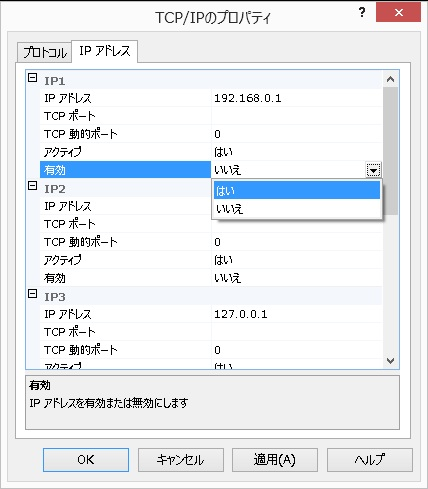 TCP/IPのプロパティ
?
プロトコル IP アドレス
IP1
IP アドレス 192.168.0.1
TCP ポート
TCP 動的ポート 0
アクティブ はい
有効 いいえ
はい
いいえ
IP2
IP アドレス
TCP ポート
TCP 動的ポート 0
アクティブ はい
有効 いいえ
IP3
IP アドレス 127.0.0.1
TCP ポート
TCP 動的ポート 0
アクティブ はい
有効
IP アドレスを有効または無効にします
OK キャンセル 適用(A) ヘルプ